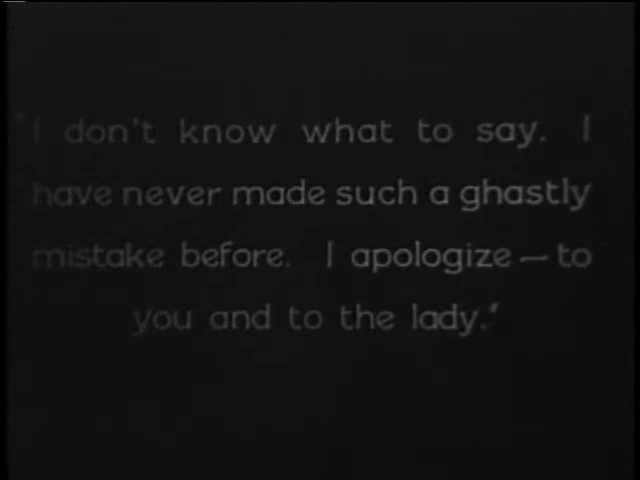 "I don't know what to say. I
have never made such a ghastly
mistake before. I apologize — to
you and to the lady."